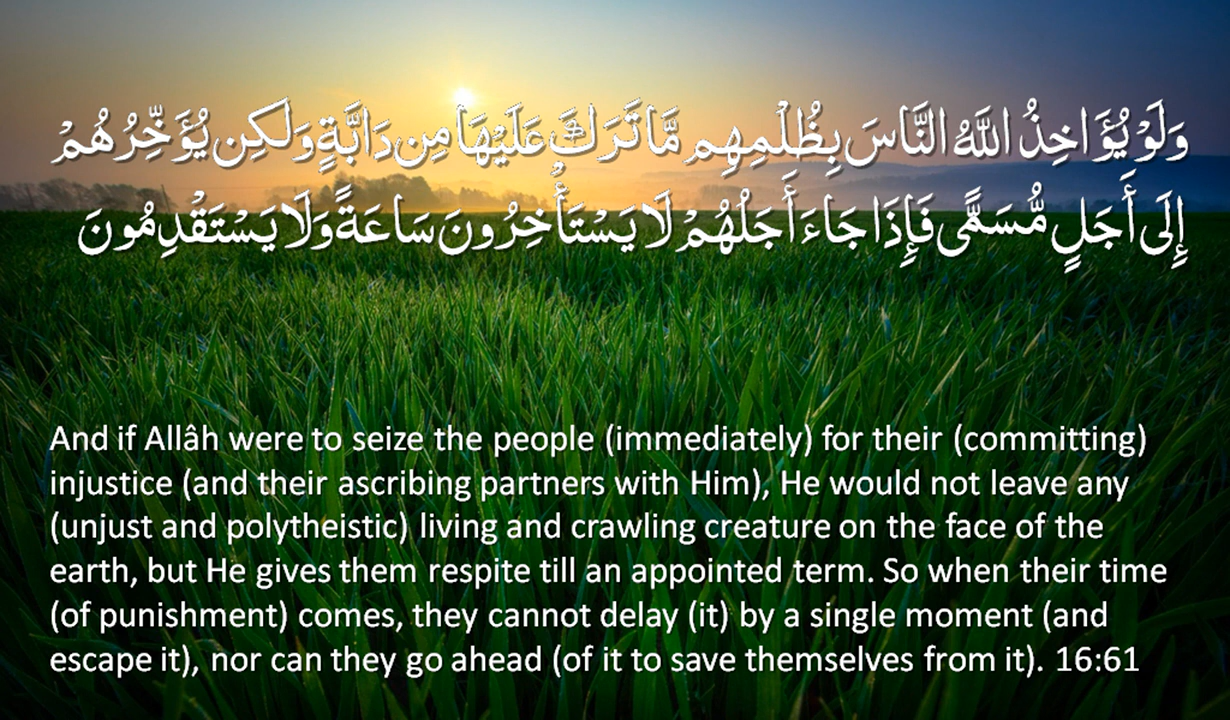 وَلَوْ يُؤَاخِذُ اللَّهُ النَّاسَ بِظُلْمِهِم مَّا تَرَكَ عَلَيْهَا مِن دَابَّةٍ وَلَٰكِن يُؤَخِّرُهُمْ
إِلَىٰ أَجَلٍ مُّسَمًّى فَإِذَا جَاءَ أَجَلُهُمْ لَا يَسْتَأْخِرُونَ سَاعَةً وَلَا يَسْتَقْدِمُونَ
And if Allâh were to seize the people (immediately) for their (committing)
injustice (and their ascribing partners with Him), He would not leave any
(unjust and polytheistic) living and crawling creature on the face of the
earth, but He gives them respite till an appointed term. So when their time
(of punishment) comes, they cannot delay (it) by a single moment (and
escape it), nor can they go ahead (of it to save themselves from it). 16:61